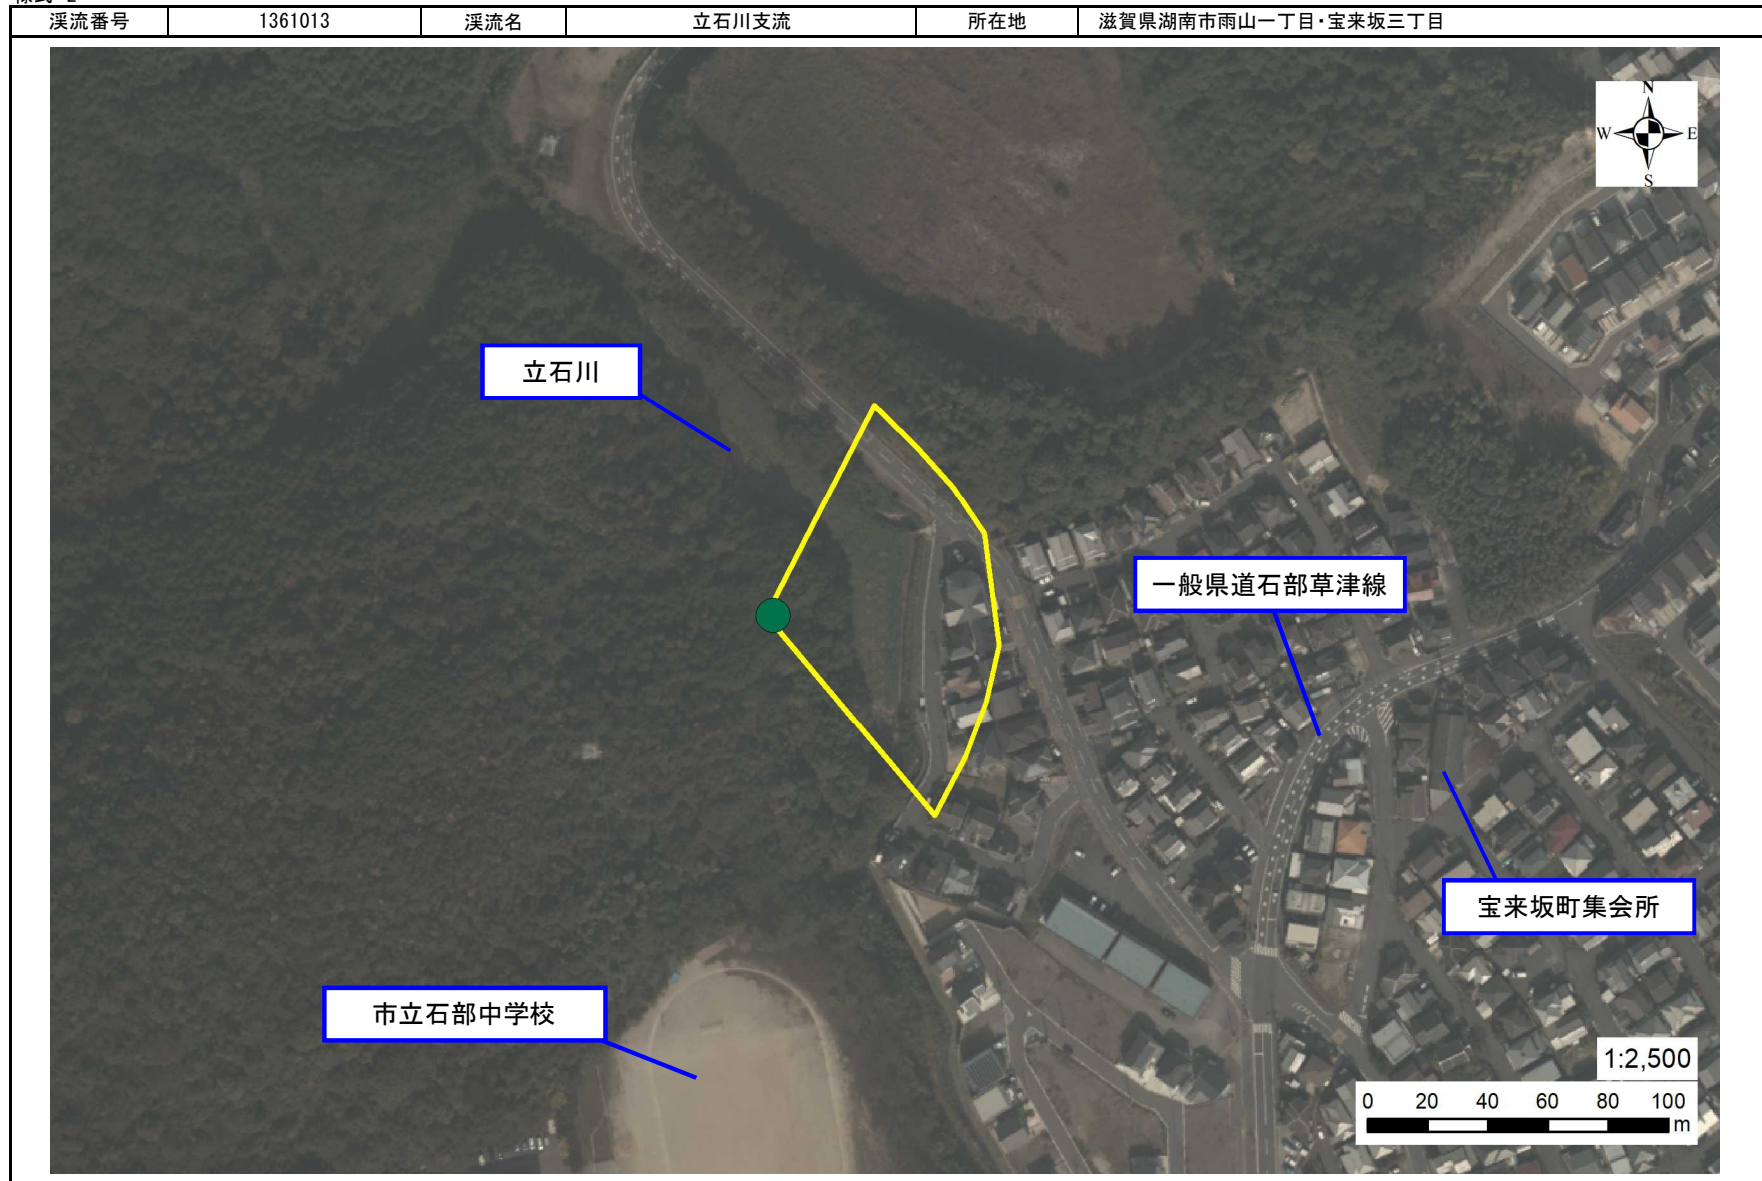 渓流番号 1361013 渓流名 立石川支流 所在地 滋賀県湖南市雨山一丁目・宝来坂三丁目
N
W E
S
立石川
一般県道石部草津線
宝来坂町集会所
市立石部中学校
1:2,500
0 20 40 60 80 100
m